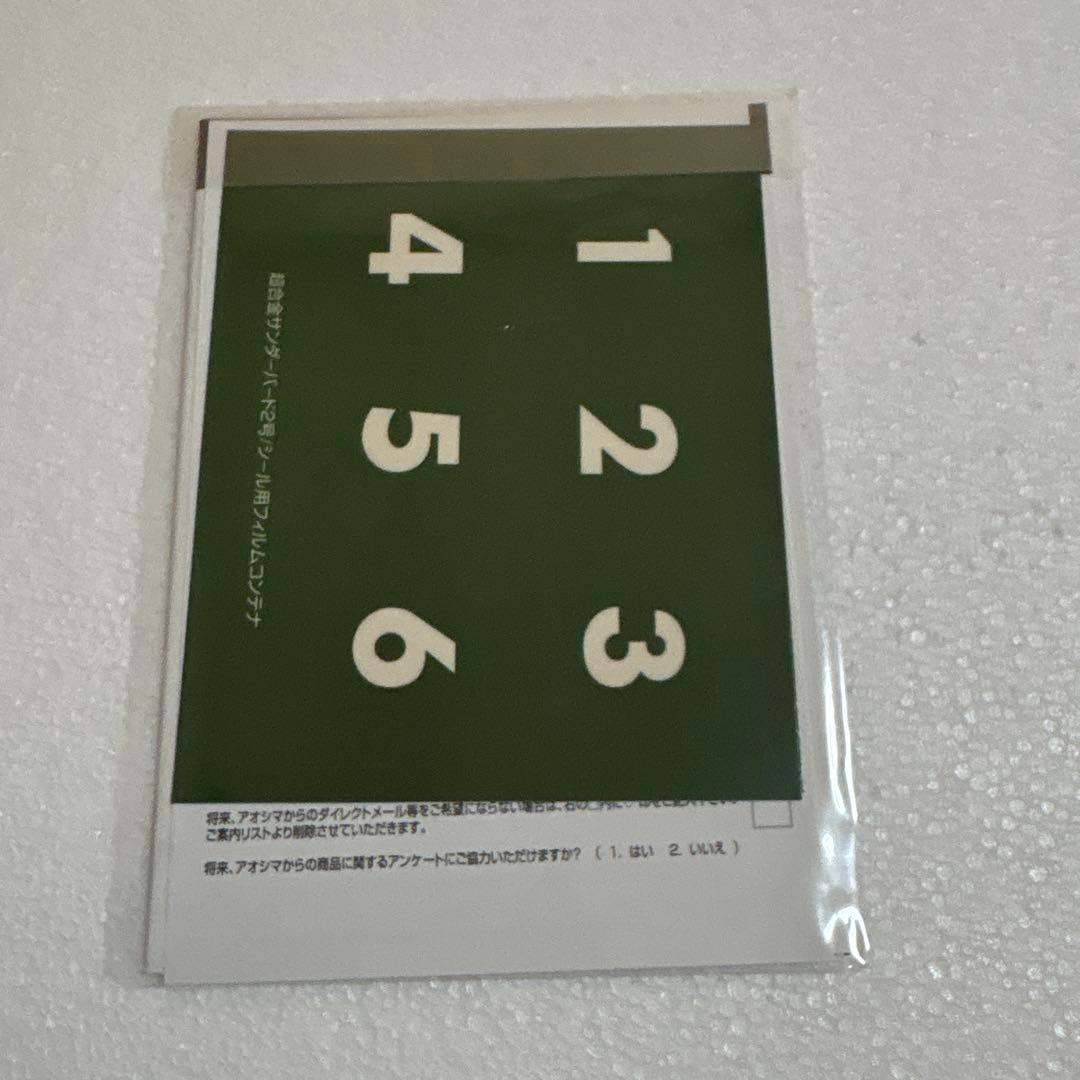 1 2 3
4 5 6
超合金サンダーバード2号/シール用フィルムコンテナ
将来、アオシマからのダイレクトメール等をご希望にならない場合は、右の□内に
ご案内リストより削除させていただきます。
将来、アオシマからの商品に関するアンケートにご協力いただけますか? ( 1. はい 2. いいえ )